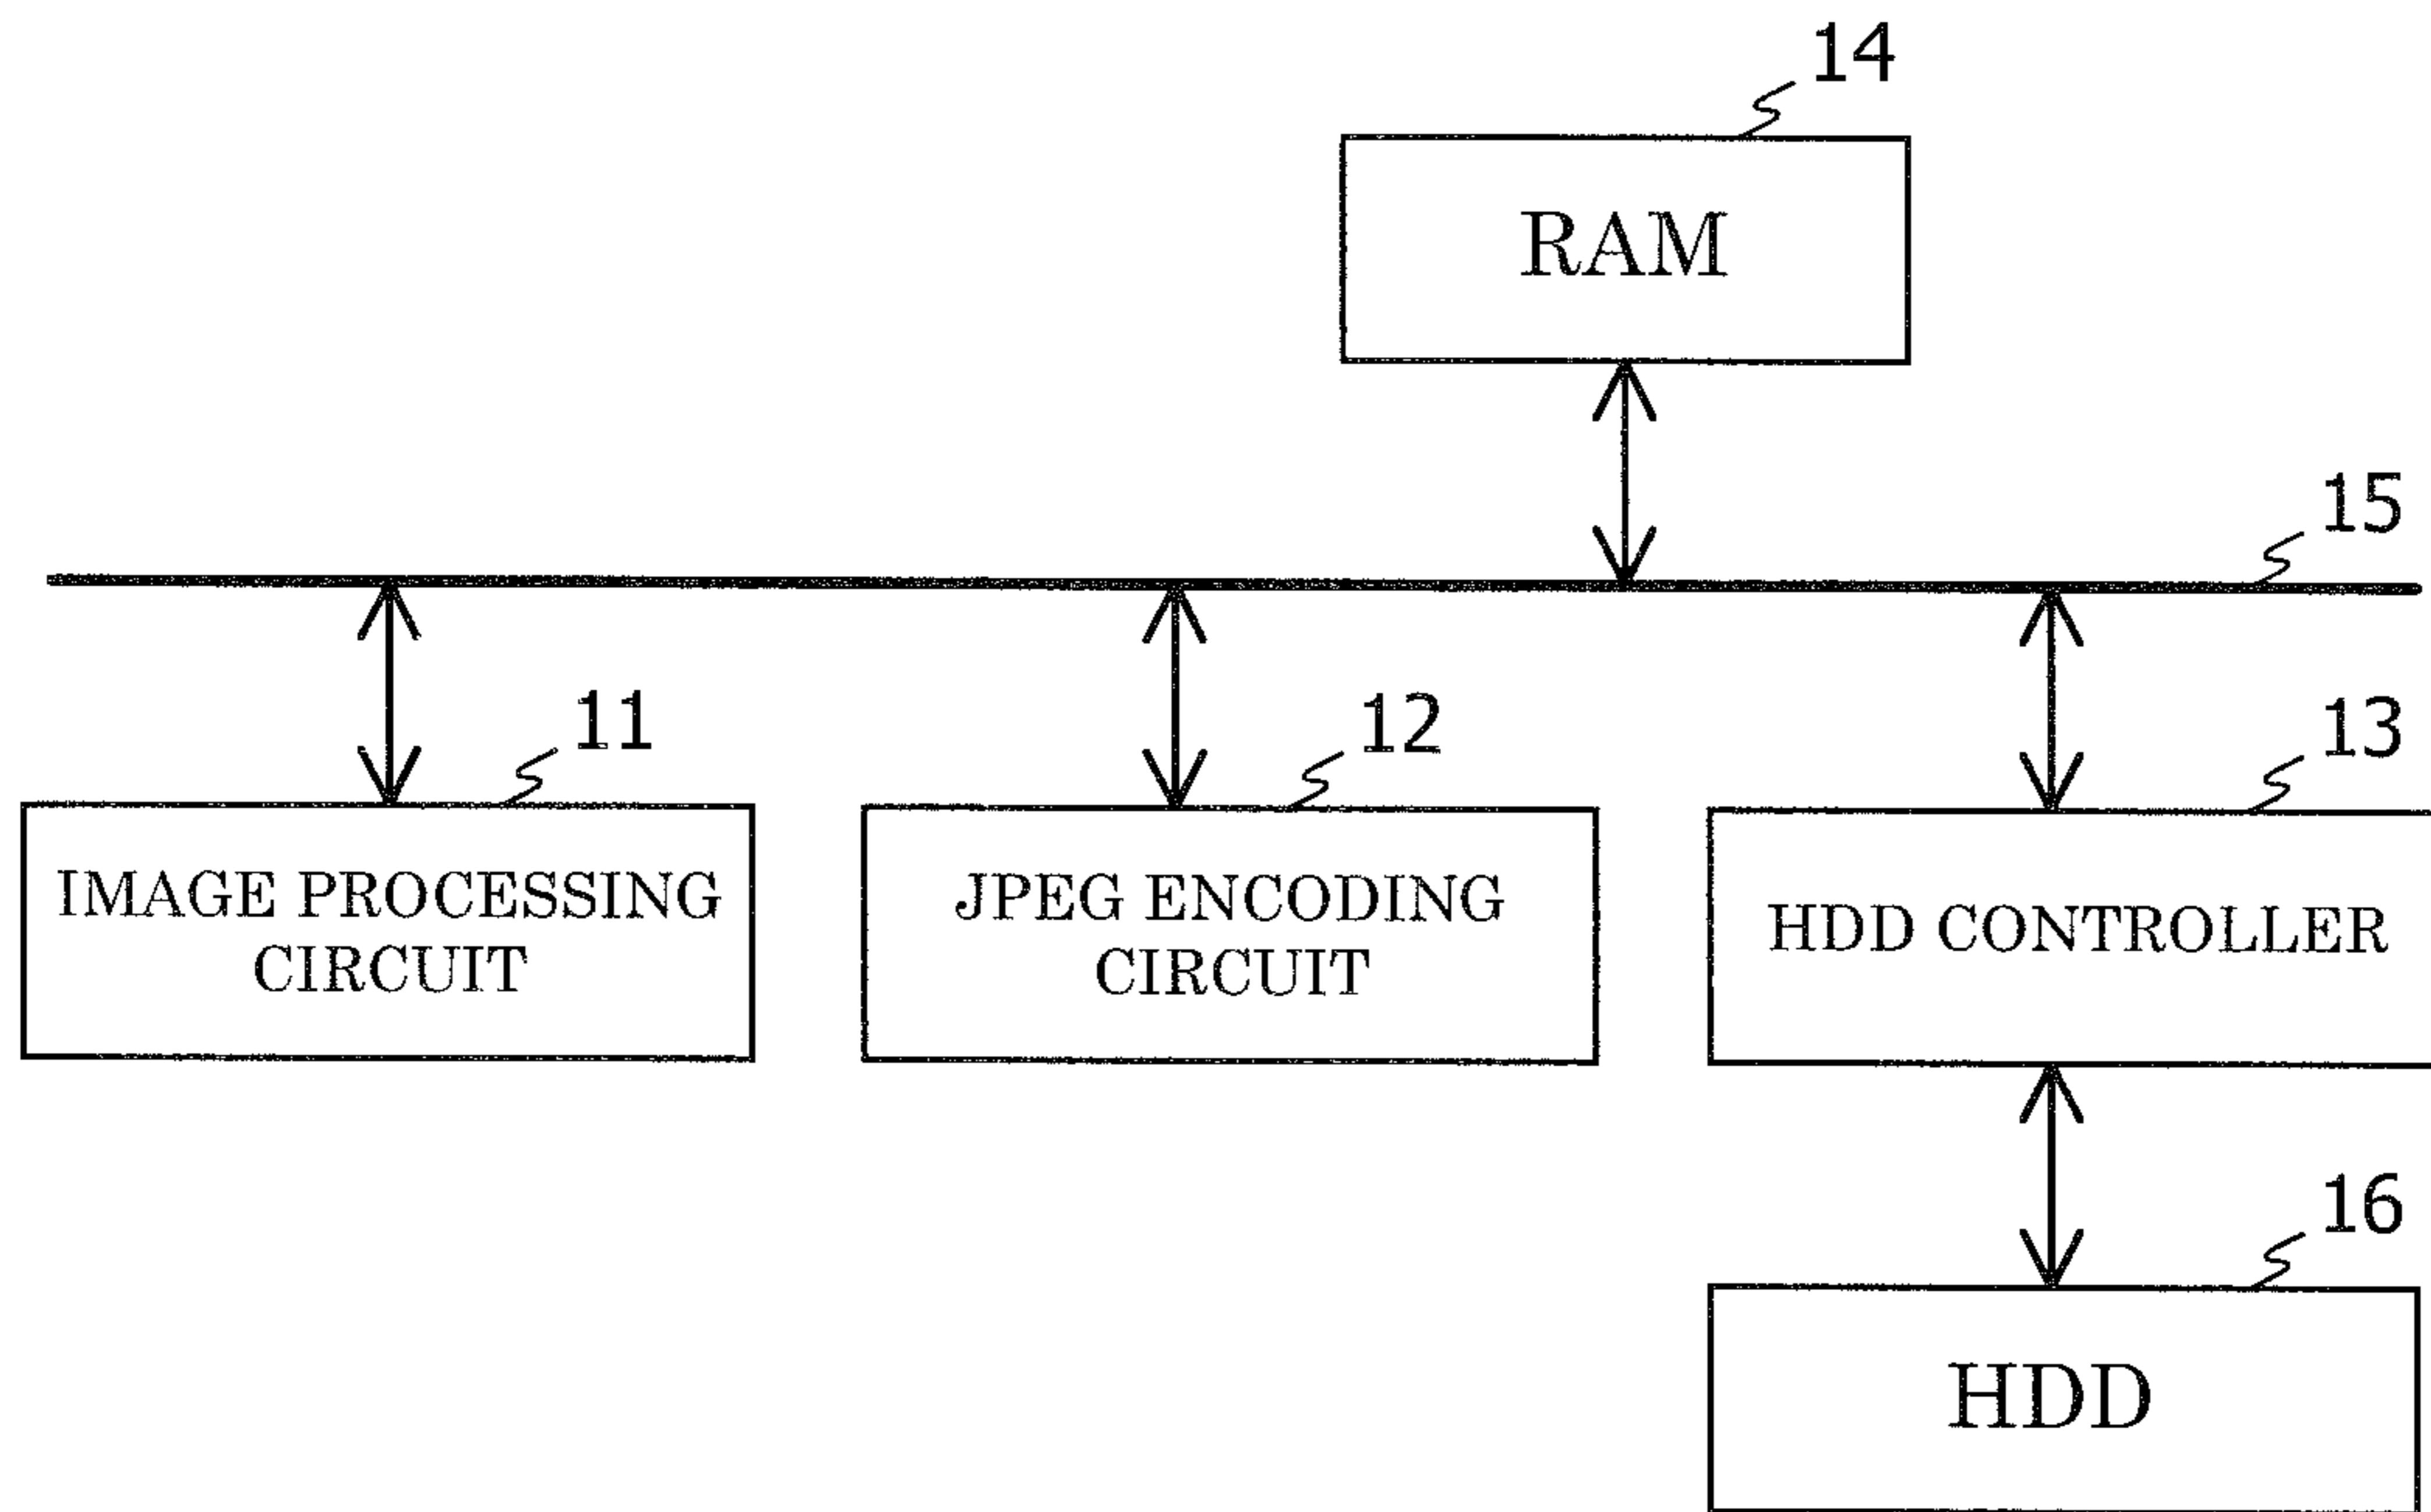 14
RAM
15
11
12
13
IMAGE PROCESSING
CIRCUIT
JPEG ENCODING
CIRCUIT
HDD CONTROLLER
16
HDD